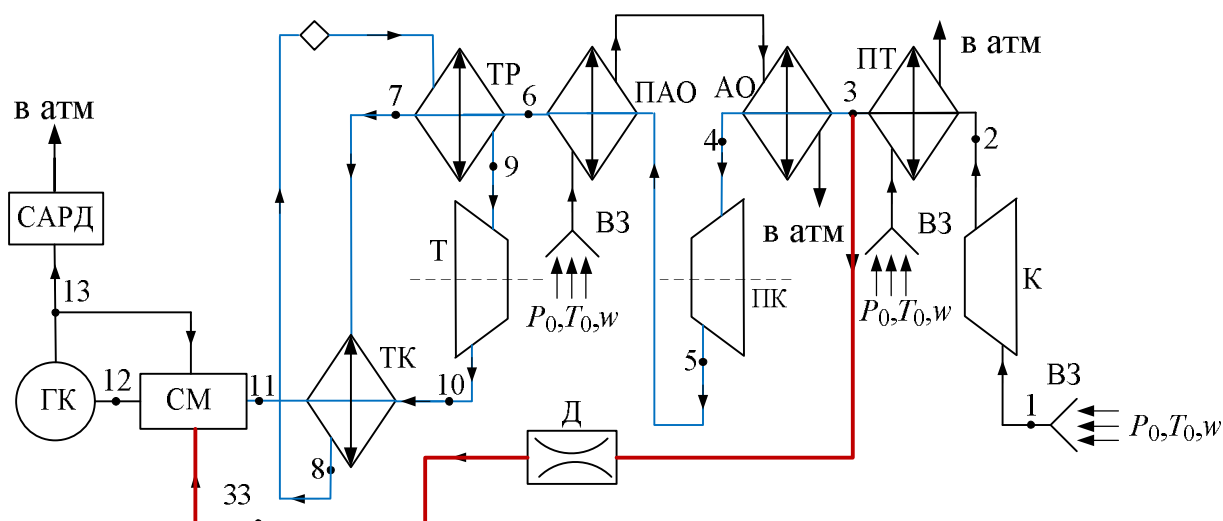 в атм
САРД
13
ГК
12
СМ
11
33
7
ТР
6
ПАО
АО
3
ПТ
в атм
2
4
9
Т
ВЗ
P₀,T₀,w
в атм
ВЗ
P₀,T₀,w
К
ПК
5
ТК
10
8
Д
1
ВЗ
P₀,T₀,w